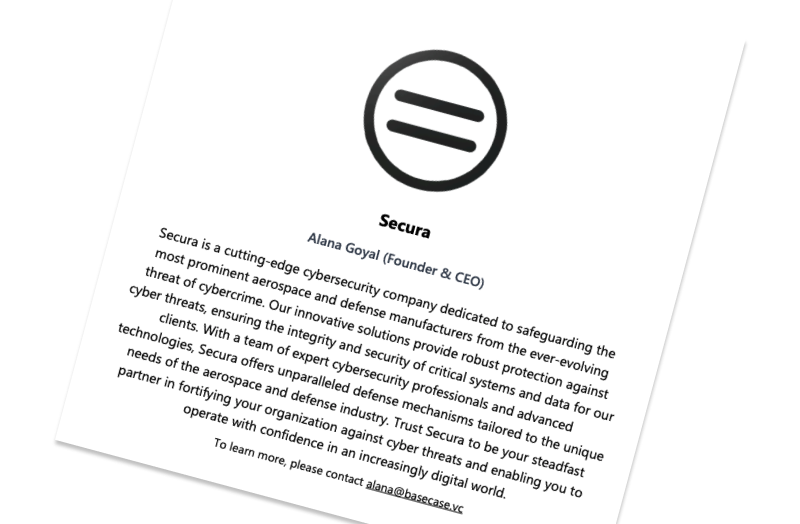 Secura
Alana Goyal (Founder & CEO)
Secura is a cutting-edge cybersecurity company dedicated to safeguarding the
most prominent aerospace and defense manufacturers from the ever-evolving
threat of cybercrime. Our innovative solutions provide robust protection against
cyber threats, ensuring the integrity and security of critical systems and data for our
clients. With a team of expert cybersecurity professionals and advanced
technologies, Secura offers unparalleled defense mechanisms tailored to the unique
needs of the aerospace and defense industry. Trust Secura to be your steadfast
partner in fortifying your organization against cyber threats and enabling you to
operate with confidence in an increasingly digital world.
To learn more, please contact alana@basecase.vc